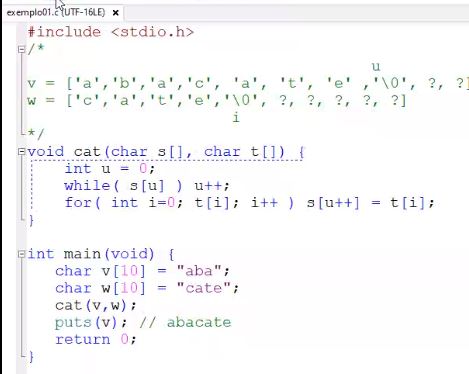 exemplo01.c (UTF-16LE)
#include <stdio.h>
/*
u
v = ['a','b','a','c', 'a', 't', 'e' ,'\0', ?, ?]
w = ['c','a','t','e','\0', ?, ?, ?, ?, ?]
i
*/
void cat(char s[], char t[]) {
int u = 0;
while( s[u] ) u++;
for( int i=0; t[i]; i++ ) s[u++] = t[i];
}
int main(void) {
char v[10] = "aba";
char w[10] = "cate";
cat(v,w);
puts(v); // abacate
return 0;
}